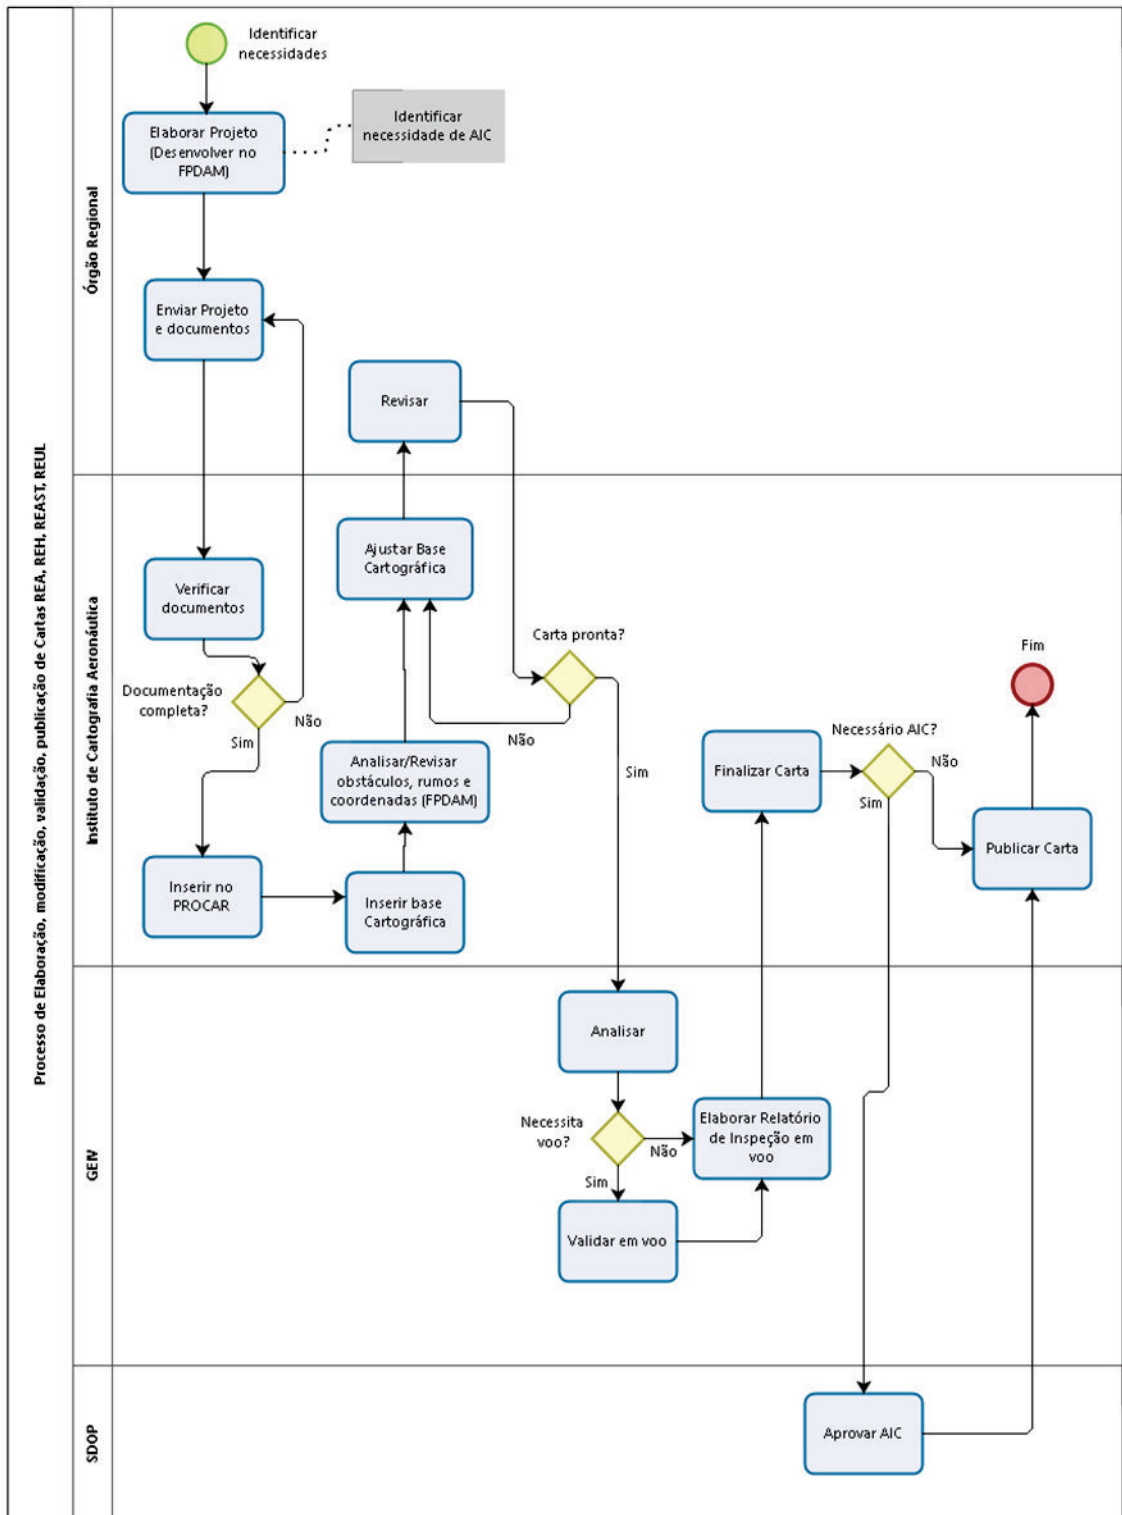 Processo de Elaboração, modificação, validação, publicação de Cartas REA, REH, REAST, REUL
Órgão Regional
Identificar
necessidades
Elaborar Projeto
(Desenvolver no
FPDAM)
Identificar
necessidade de AIC
Enviar Projeto
e documentos
Revisar
Instituto de Cartografia Aeronáutica
Ajustar Base
Cartográfica
Verificar
documentos
Carta pronta?
Fim
Documentação
completa?
Não
Sim
Não
Sim
Analisar/Revisar
obstáculos, rumos e
coordenadas (FPDAM)
Finalizar Carta
Necessário AIC?
Não
Sim
Publicar Carta
Inserir no
PROCAR
Inserir base
Cartográfica
GEIV
Analisar
Necessita
voo?
Não
Sim
Elaborar Relatório
de Inspeção em
voo
Validar em voo
SDOP
Aprovar AIC